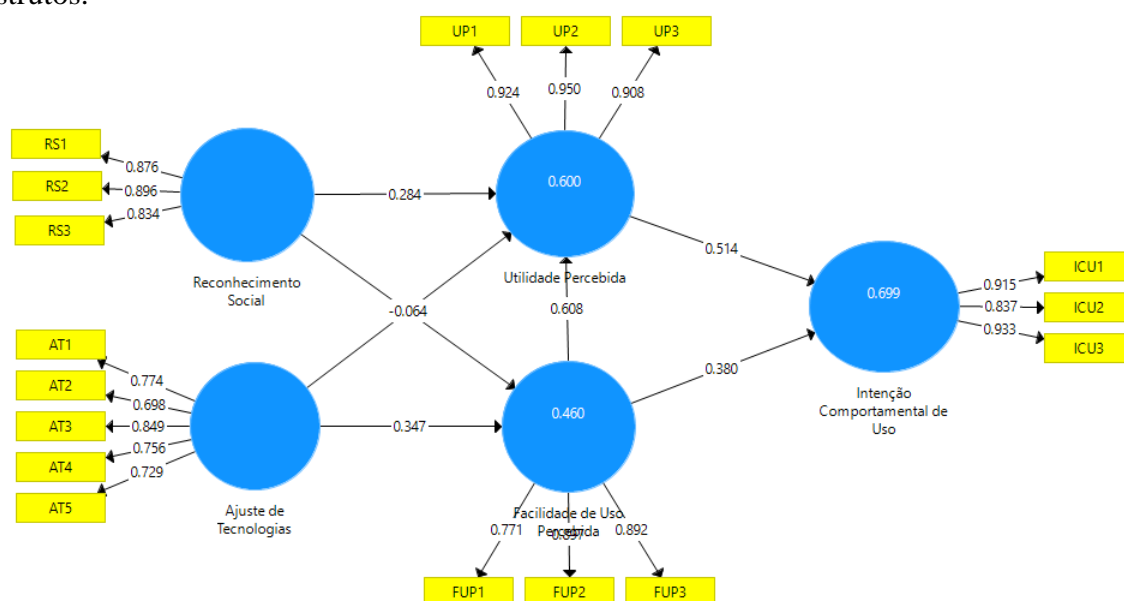 strutos.
UP1 UP2 UP3
0.924 0.950 0.908
RS1
RS2
RS3
0.876
0.896
0.834
0.600
0.284
Reconhecimento
Social
Utilidade Percebida
0.514
-0.064
0.608
0.699
ICU1
ICU2
ICU3
0.915
0.837
0.933
AT1
AT2
AT3
AT4
AT5
0.774
0.698
0.849
0.756
0.729
0.347
0.460
0.380
Intenção
Comportamental de
Uso
Ajuste de
Tecnologias
Facilidade de Uso
Percebida
0.771 0.897 0.892
FUP1 FUP2 FUP3